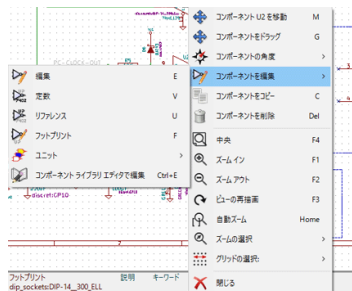 コンポーネント U2 を移動 M
コンポーネントをドラッグ G
コンポーネントの角度
コンポーネントを編集
コンポーネントをコピー C
コンポーネントを削除 Del
中央 F4
ズーム イン F1
ズーム アウト F2
ビューの再描画 F3
自動ズーム Home
ズームの選択
グリッドの選択:
閉じる
編集 E
定数 V
リファレンス U
フットプリント F
ユニット
コンポーネント ライブラリ エディタで編集 Ctrl+E
PC-CLOCK-OUT
discret:CP10
フットプリント 説明 キーワード
dip_sockets:DIP-14__300_ELL